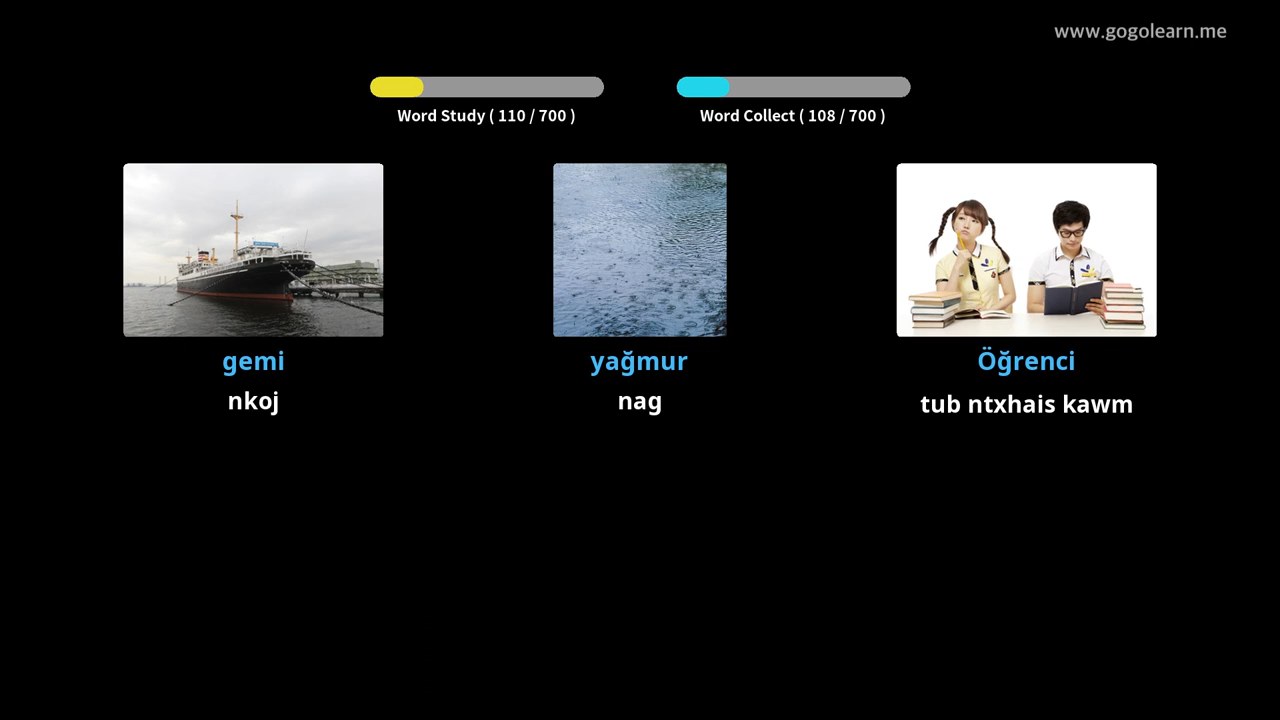 www.gogolearn.me
Word Study ( 110 / 700 )
Word Collect ( 108 / 700 )
gemi
nkoj
yağmur
nag
Öğrenci
tub ntxhais kawm